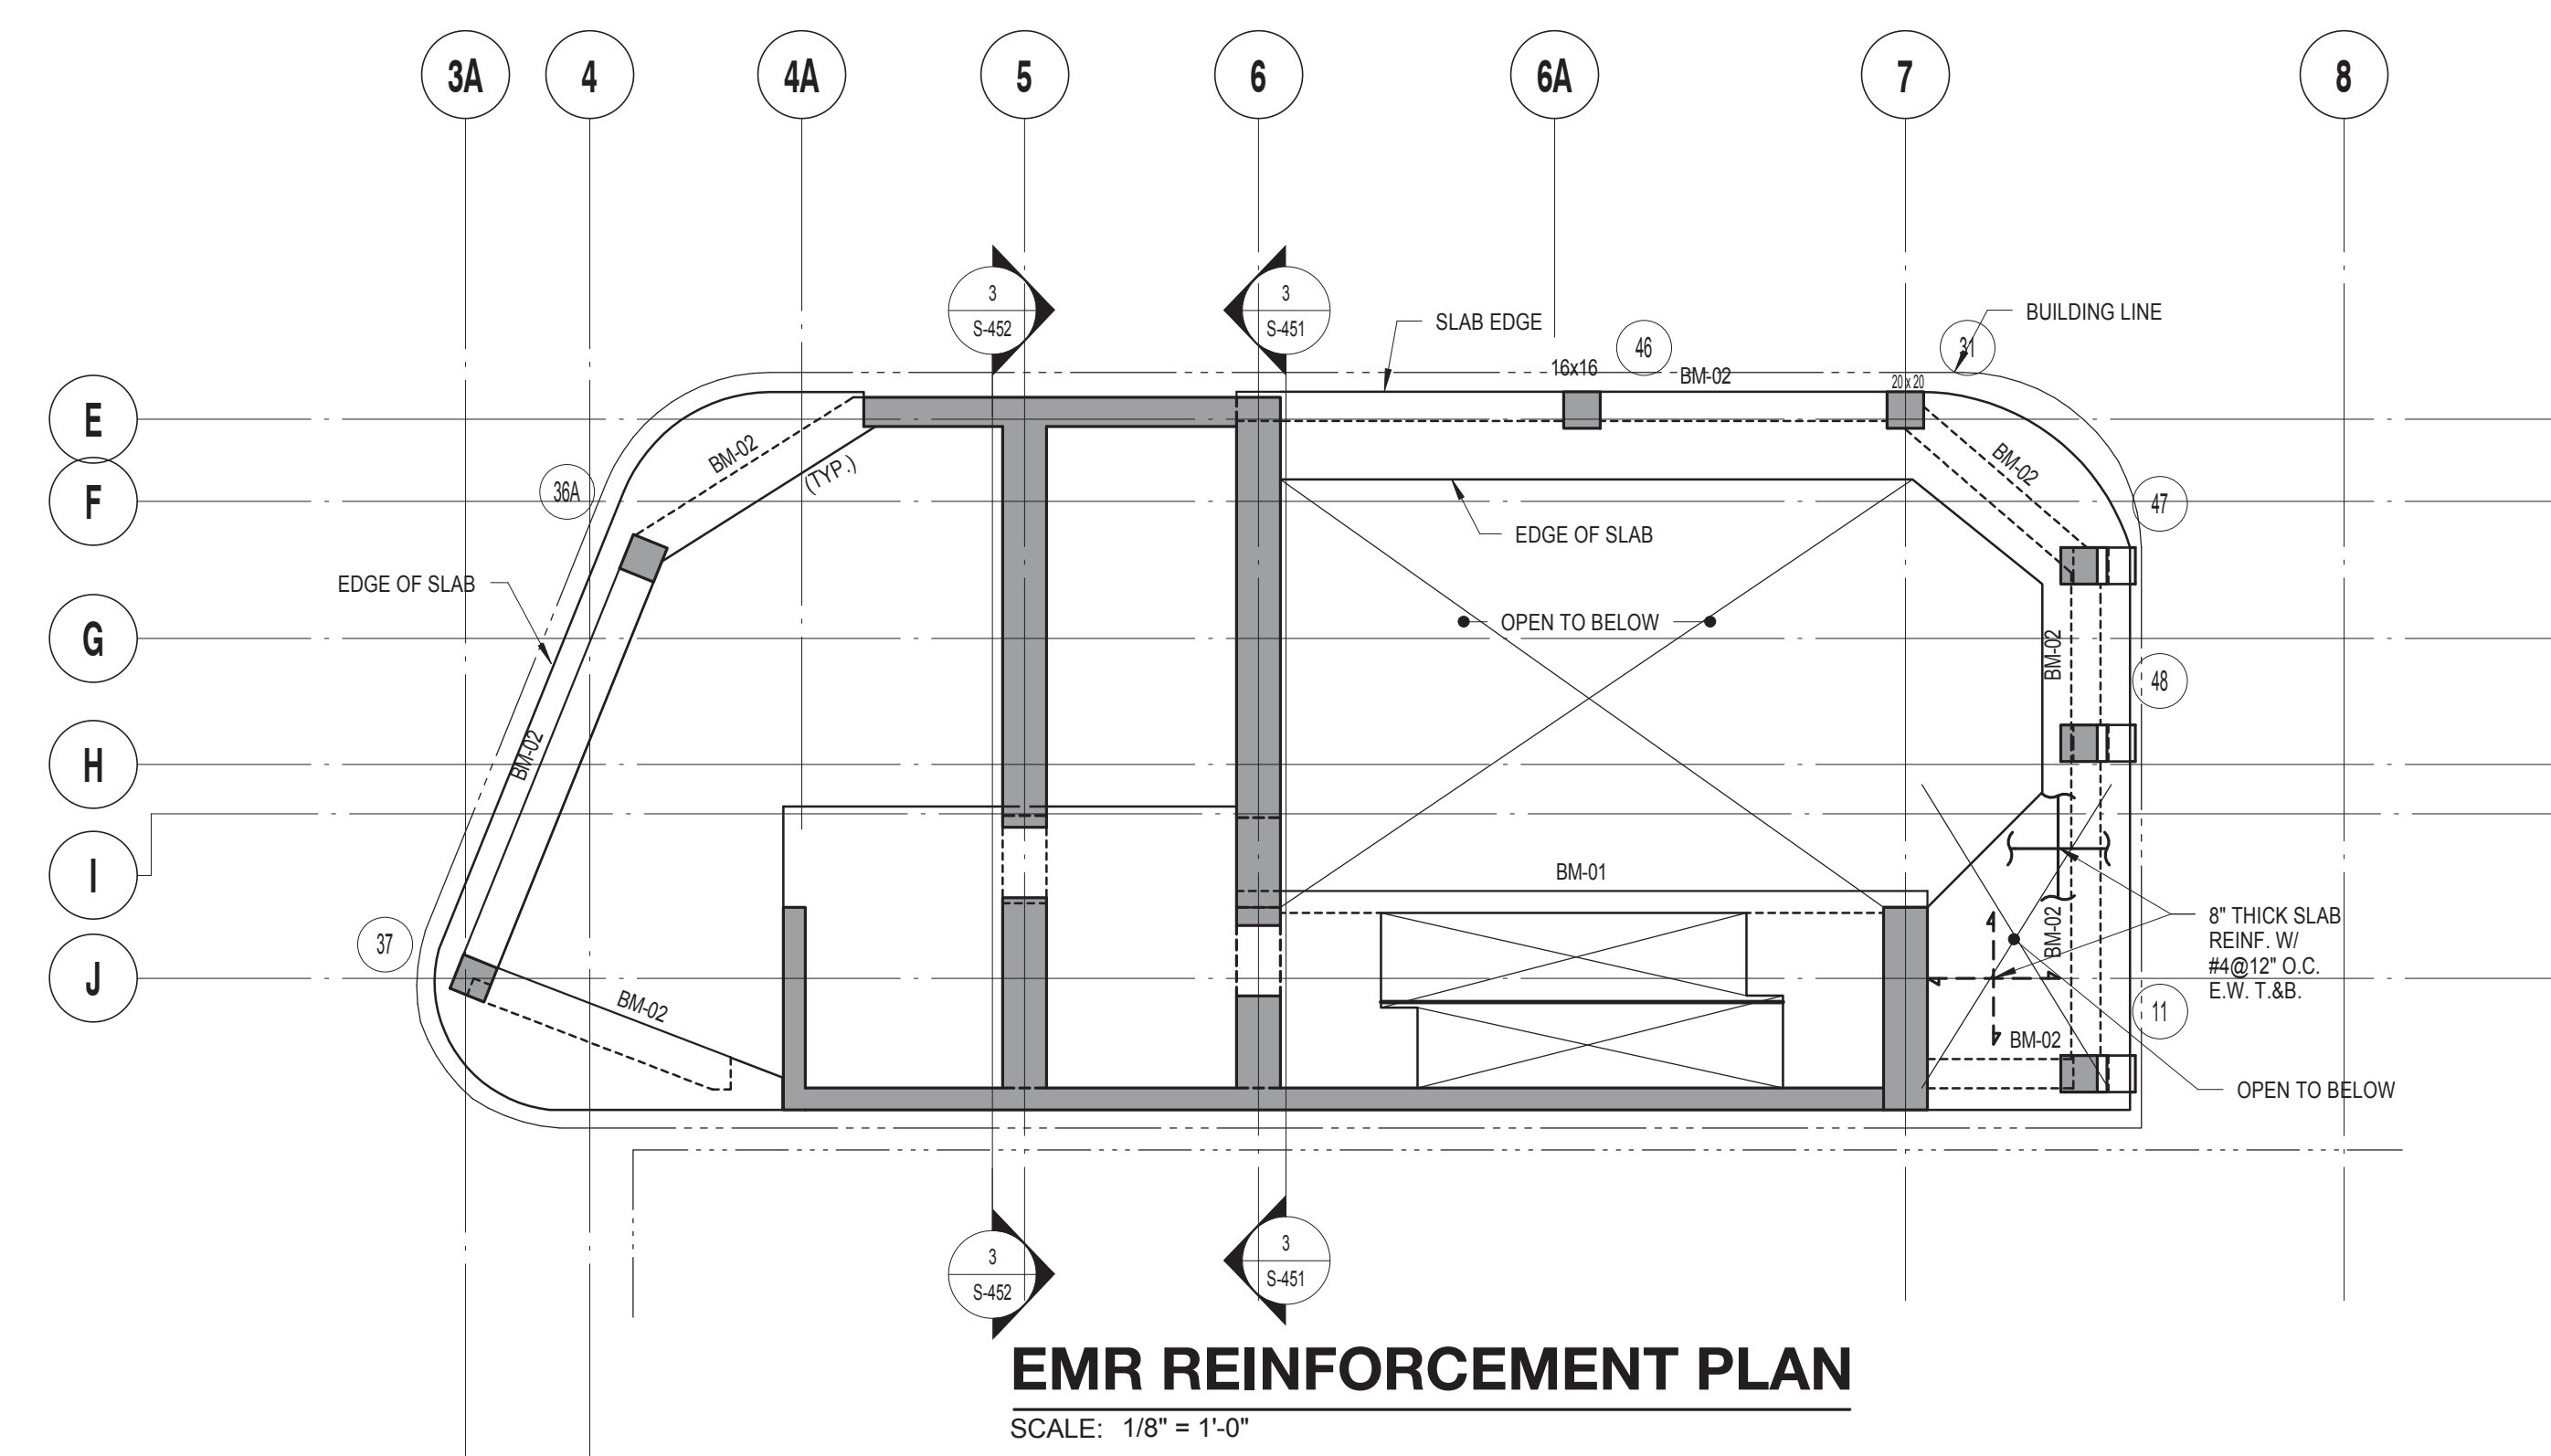 3A
4
4A
5
6
6A
7
8
3
S-452
3
S-451
SLAB EDGE
BUILDING LINE
46
31
16x16
BM-02
20 x 20
E
F
G
H
I
J
BM-02
(TYP.)
BM-02
36A
47
EDGE OF SLAB
EDGE OF SLAB
OPEN TO BELOW
BM-02
48
BM-02
BM-01
8" THICK SLAB
REINF. W/
#4@12" O.C.
E.W. T.&B.
BM-02
37
BM-02
11
BM-02
OPEN TO BELOW
3
S-452
3
S-451
EMR REINFORCEMENT PLAN
SCALE: 1/8" = 1'-0"